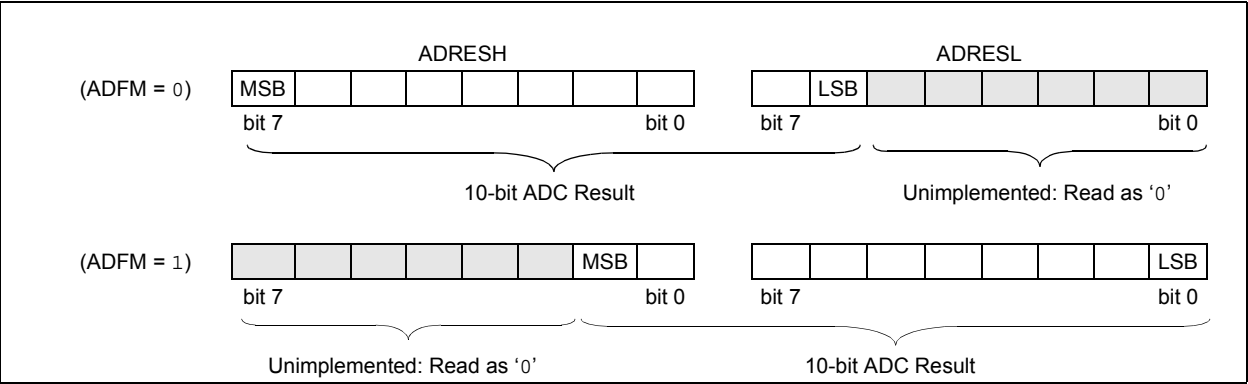 ADRESH ADRESL
(ADFM = 0) MSB LSB
bit 7 bit 0 bit 7 bit 0
10-bit ADC Result Unimplemented: Read as ‘0’
(ADFM = 1) MSB LSB
bit 7 bit 0 bit 7 bit 0
Unimplemented: Read as ‘0’ 10-bit ADC Result